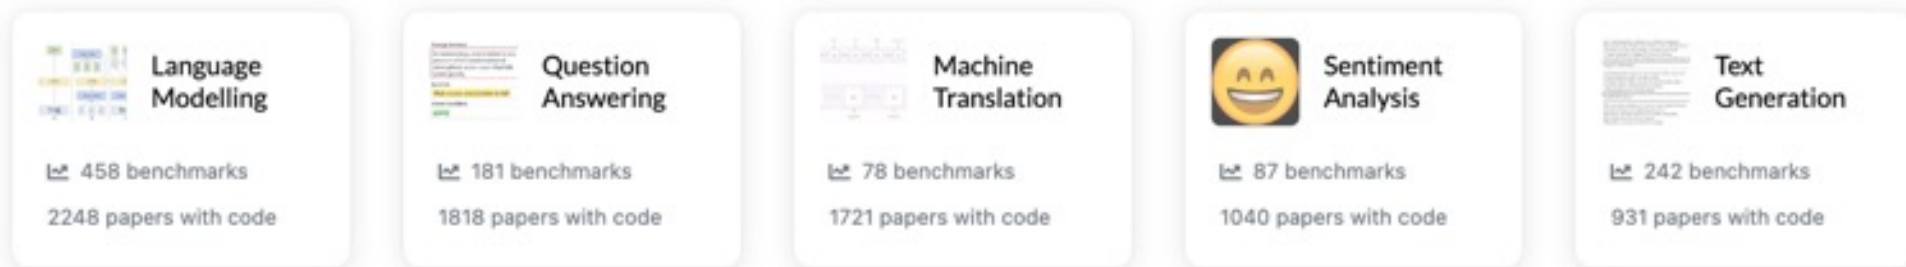 Language
Modelling
458 benchmarks
2248 papers with code
Question
Answering
181 benchmarks
1818 papers with code
Machine
Translation
78 benchmarks
1721 papers with code
Sentiment
Analysis
87 benchmarks
1040 papers with code
Text
Generation
242 benchmarks
931 papers with code